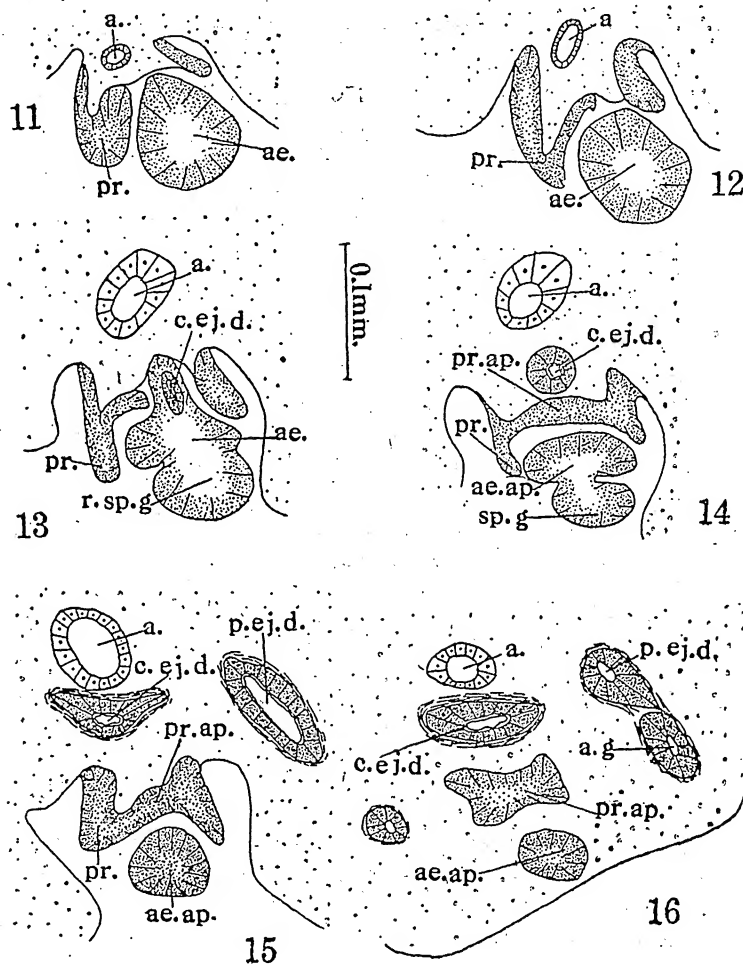 a.
11
pr.
ae.
a
pr.
ae.
12
a.
c.ej.d.
pr.
ae.
r.sp.g
13
0.1mm.
a.
c.ej.d.
pr.ap.
pr.
ae.ap.
sp.g
14
a.
c.ej.d.
p.ej.d.
pr.ap.
pr.
ae.ap.
15
a.
p.ej.d.
c.ej.d.
a.g
pr.ap.
ae.ap.
16